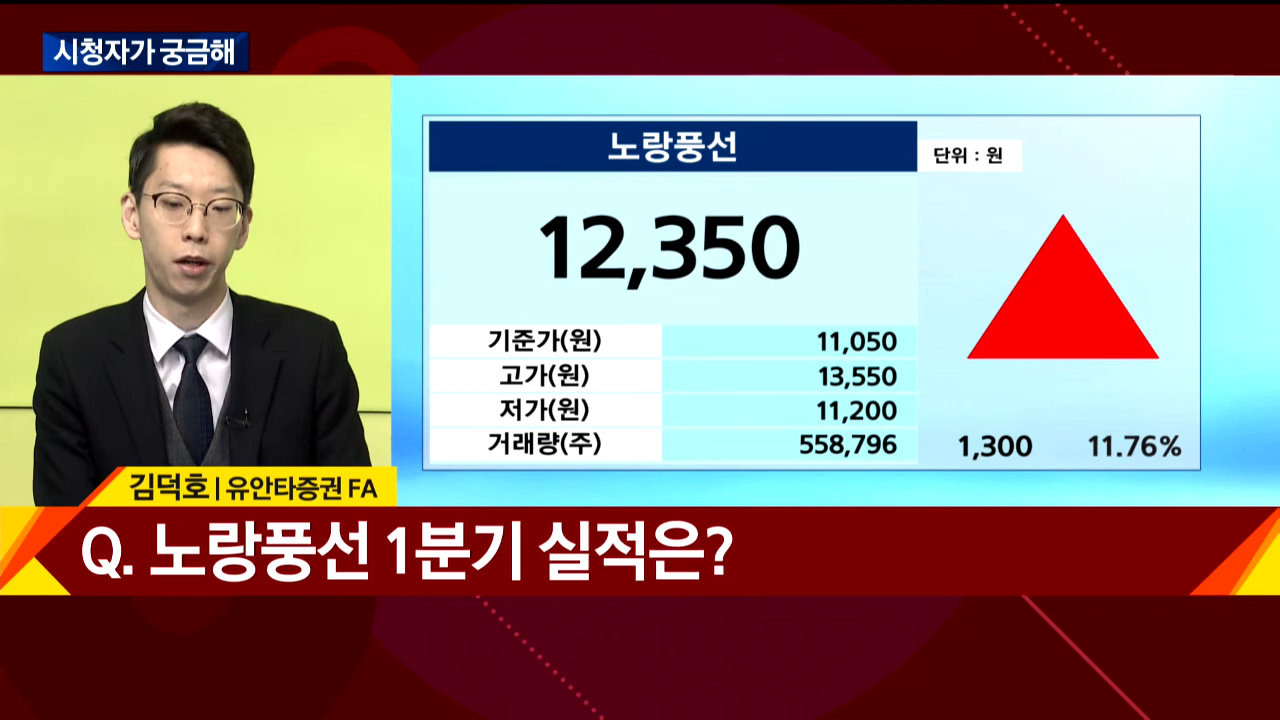 시청자가 궁금해
노랑풍선
단위 : 원
12,350
기준가(원) 11,050
고가(원) 13,550
저가(원) 11,200
거래량(주) 558,796
1,300 11.76%
김덕호 | 유안타증권 FA
Q. 노랑풍선 1분기 실적은?